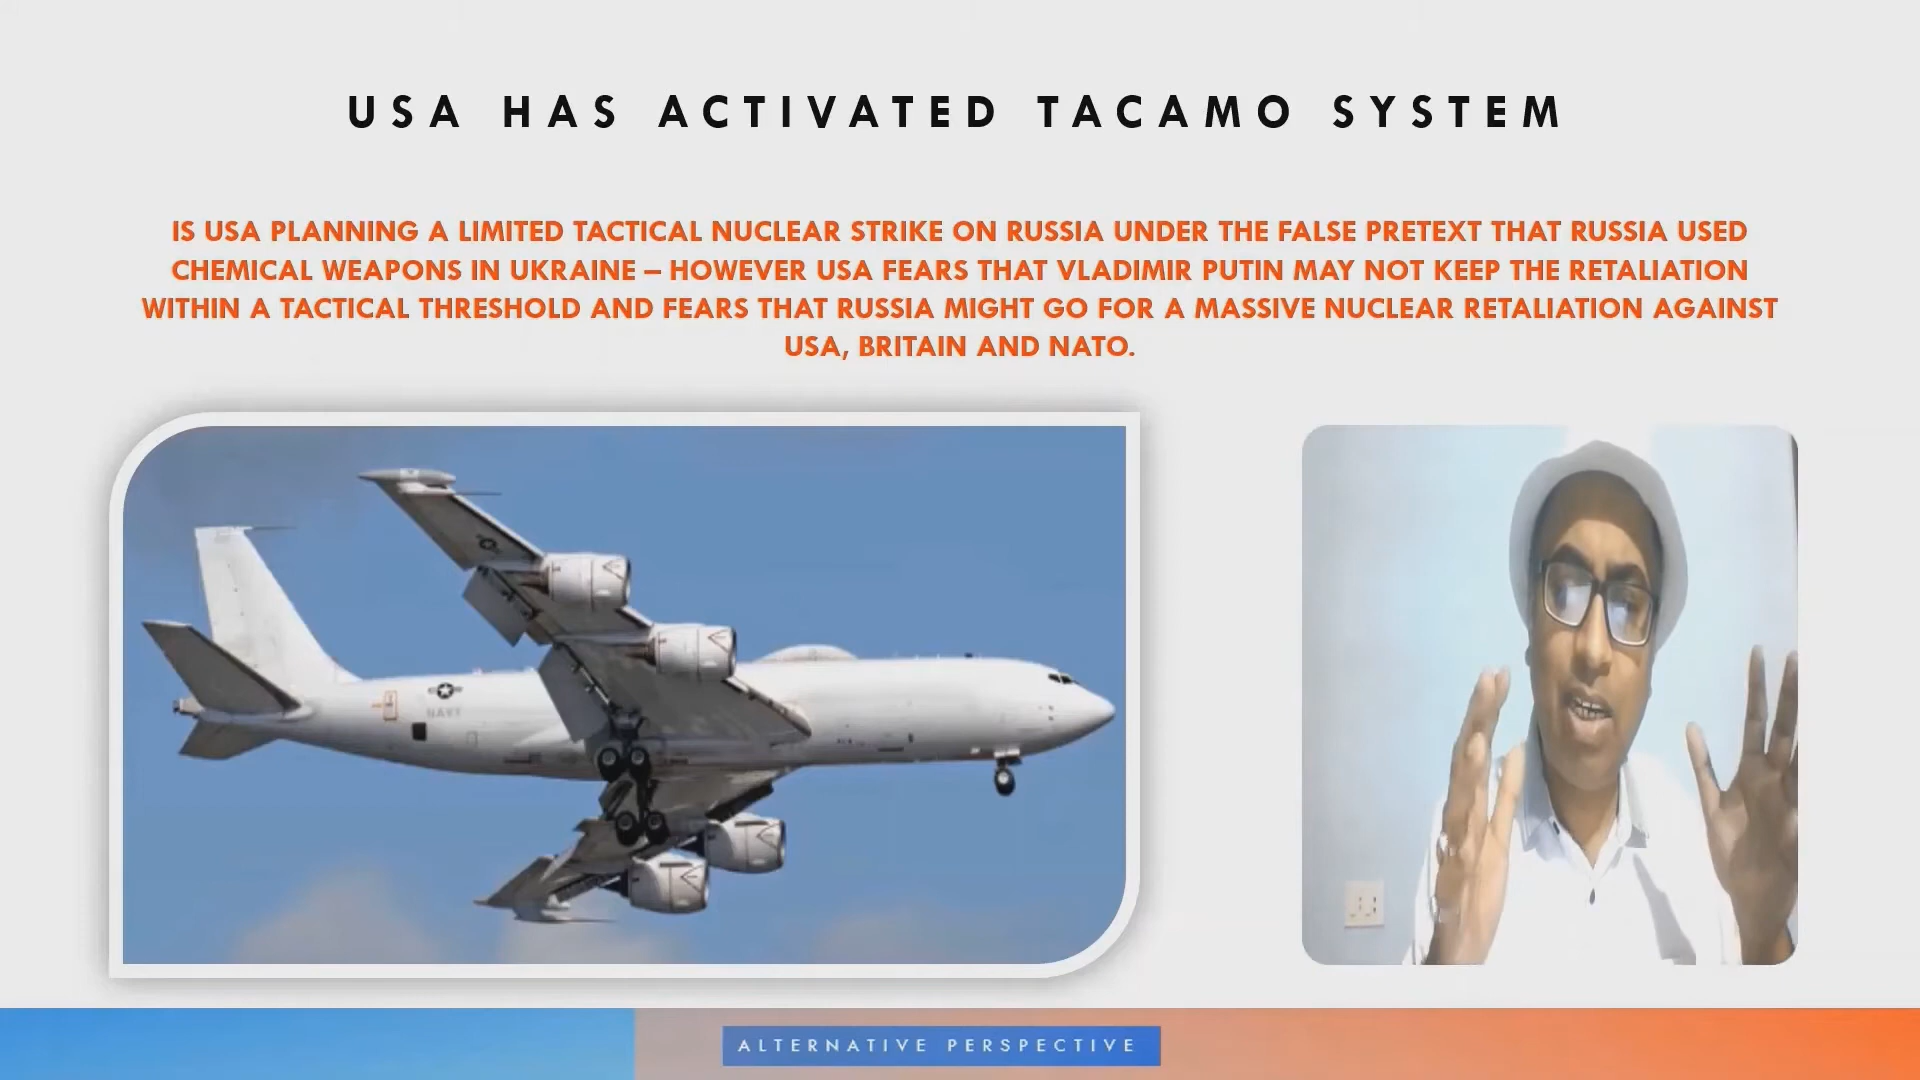 USA HAS ACTIVATED TACAMO SYSTEM
IS USA PLANNING A LIMITED TACTICAL NUCLEAR STRIKE ON RUSSIA UNDER THE FALSE PRETEXT THAT RUSSIA USED
CHEMICAL WEAPONS IN UKRAINE – HOWEVER USA FEARS THAT VLADIMIR PUTIN MAY NOT KEEP THE RETALIATION
WITHIN A TACTICAL THRESHOLD AND FEARS THAT RUSSIA MIGHT GO FOR A MASSIVE NUCLEAR RETALIATION AGAINST
USA, BRITAIN AND NATO.
NAVY
ALTERNATIVE PERSPECTIVE